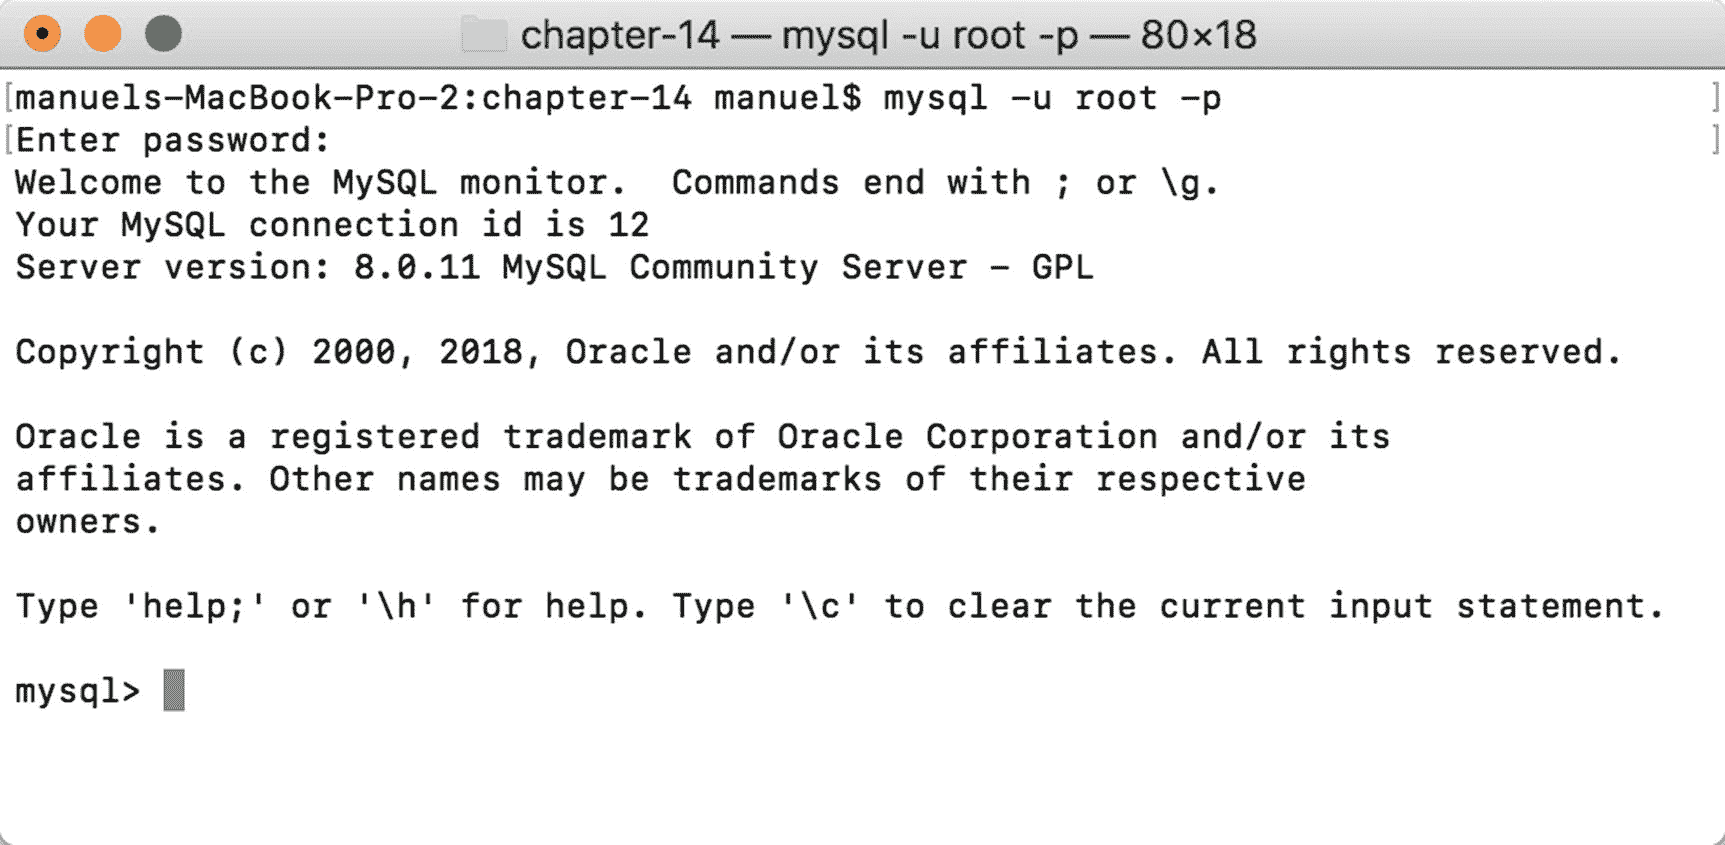 chapter-14 — mysql -u root -p — 80×18
[manuels-MacBook-Pro-2:chapter-14 manuel$ mysql -u root -p ]
[Enter password: ]
Welcome to the MySQL monitor.  Commands end with ; or \g.
Your MySQL connection id is 12
Server version: 8.0.11 MySQL Community Server - GPL
Copyright (c) 2000, 2018, Oracle and/or its affiliates. All rights reserved.
Oracle is a registered trademark of Oracle Corporation and/or its
affiliates. Other names may be trademarks of their respective
owners.
Type 'help;' or '\h' for help. Type '\c' to clear the current input statement.
mysql>